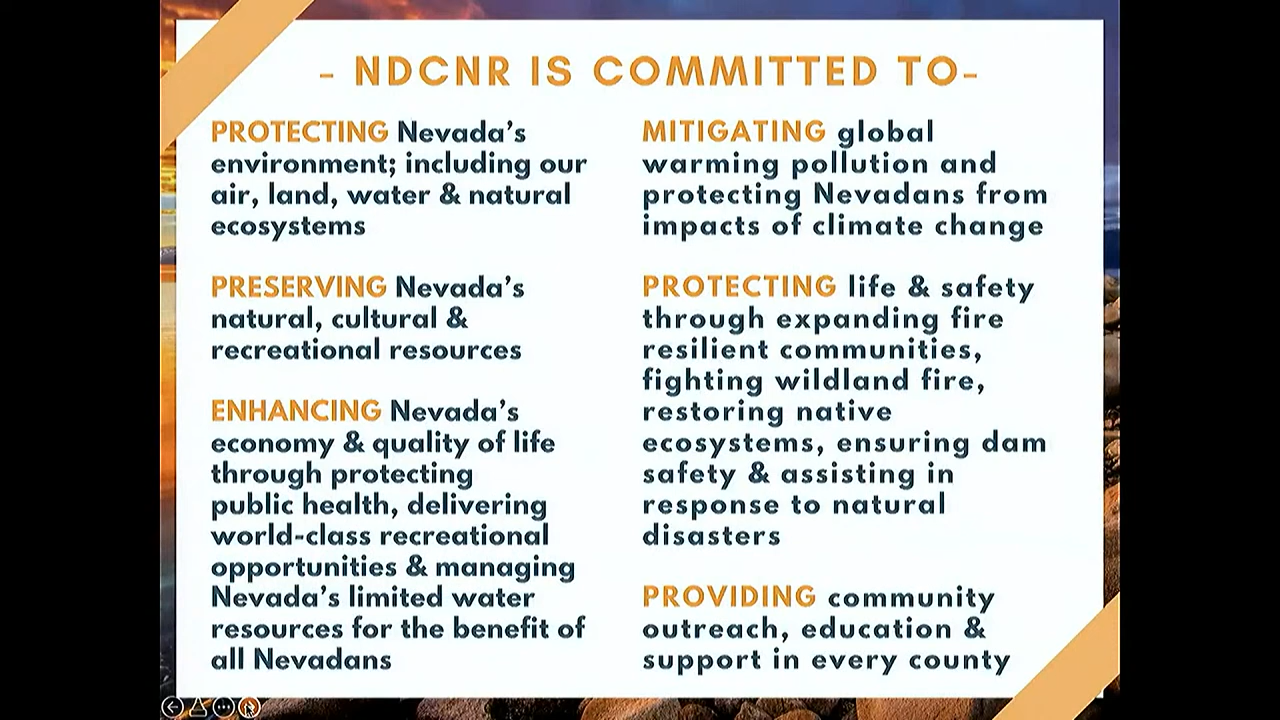 - NDCNR IS COMMITTED TO-
PROTECTING Nevada's
environment; including our
air, land, water & natural
ecosystems
PRESERVING Nevada's
natural, cultural &
recreational resources
ENHANCING Nevada's
economy & quality of life
through protecting
public health, delivering
world-class recreational
opportunities & managing
Nevada's limited water
resources for the benefit of
all Nevadans
MITIGATING global
warming pollution and
protecting Nevadans from
impacts of climate change
PROTECTING life & safety
through expanding fire
resilient communities,
fighting wildland fire,
restoring native
ecosystems, ensuring dam
safety & assisting in
response to natural
disasters
PROVIDING community
outreach, education &
support in every county